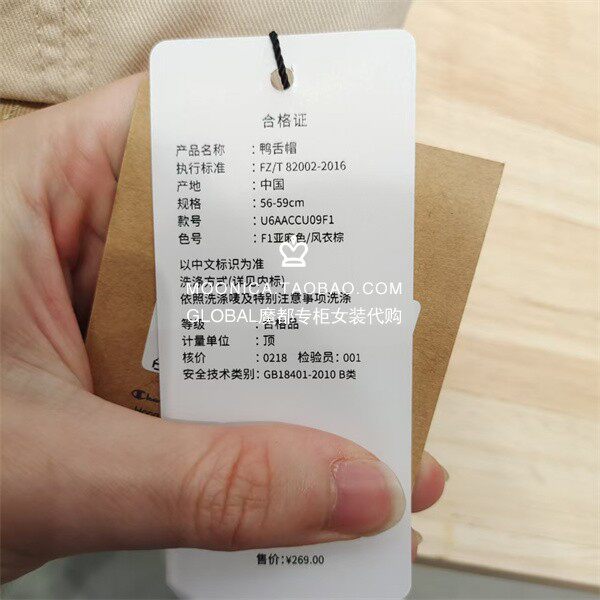 合格证
产品名称 : 鸭舌帽
执行标准 : FZ/T 82002-2016
产地 : 中国
规格 : 56-59cm
款号 : U6AACCU09F1
色号 : F1亚麻色/风衣棕
以中文标识为准
洗涤方式(详见内标)
MOONICA.TAOBAO.COM
依照洗涤唛及特别注意事项洗涤
GLOBAL魔都专柜女装代购
等级 : 合格品
计量单位 : 顶
核价 : 0218 检验员: 001
安全技术类别: GB18401-2010 B类
售价:¥269.00